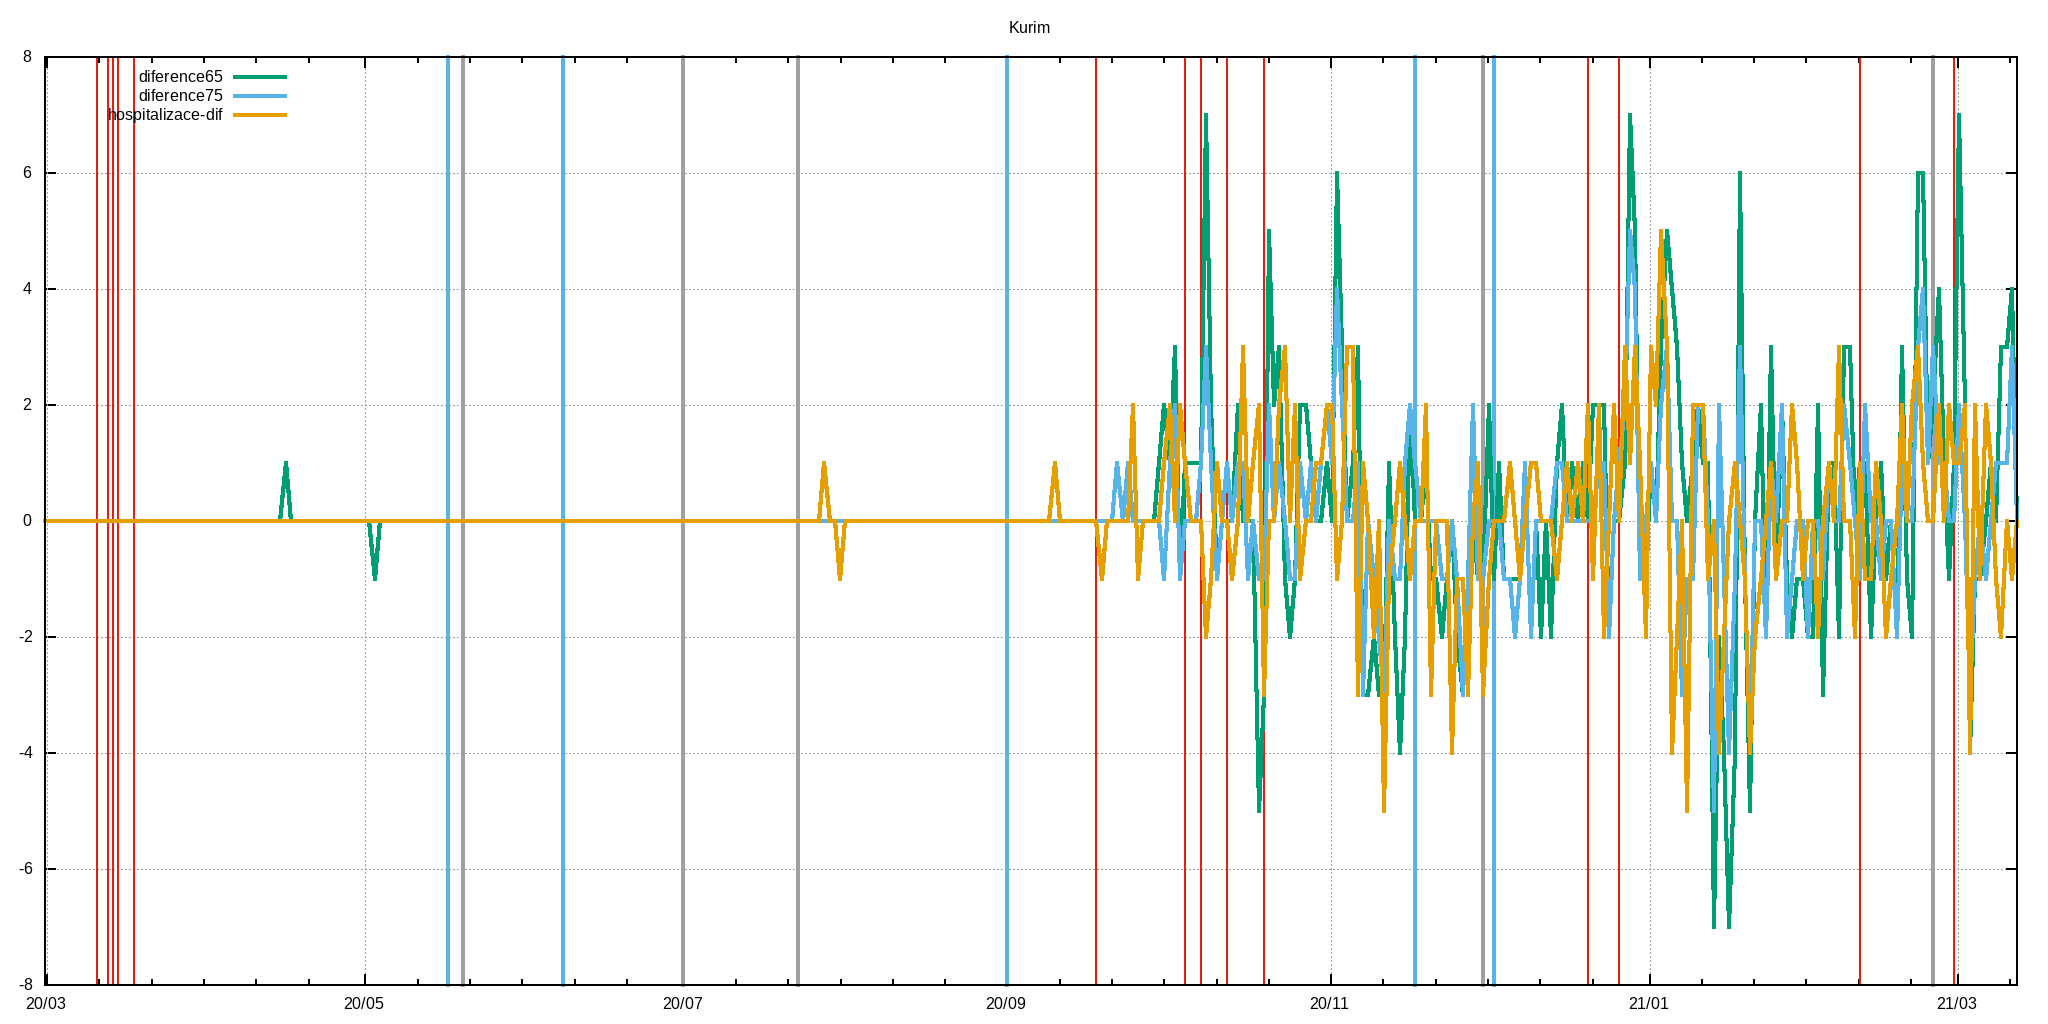 Kurim
8
diference65
diference75
hospitalizace-dif
6
4
2
0
-2
-4
-6
-8
20/03 20/05 20/07 20/09 20/11 21/01 21/03